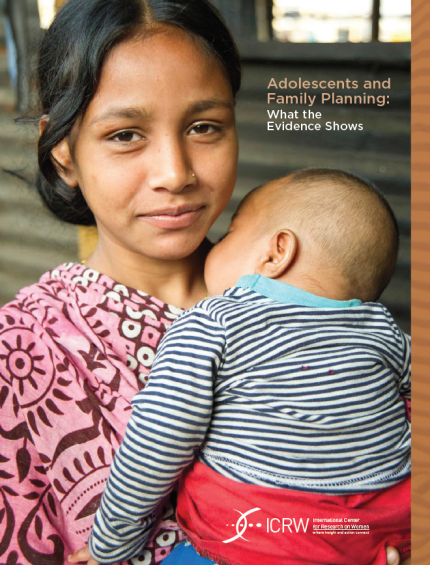 Adolescents and
Family Planning:
What the
Evidence Shows
ICRW
International Center
for Research on Women
where insight and action connect